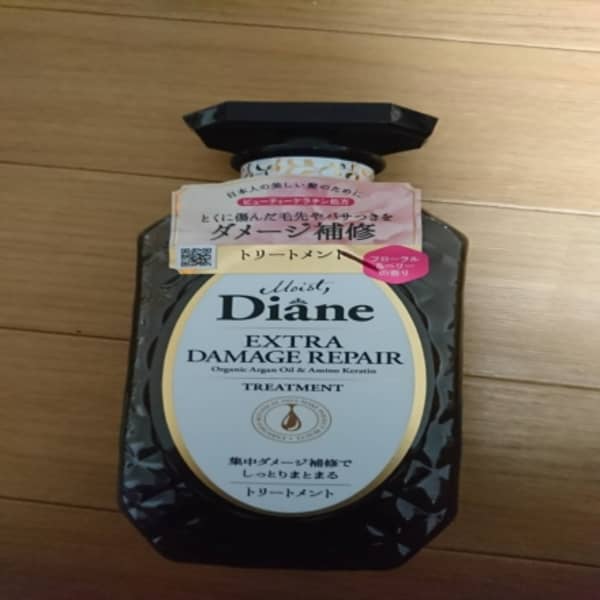 日本人の美しい髪のために
ビューティーケラチン処方
とくに傷んだ毛先やパサつきを
ダメージ補修
トリートメント
フローラル
&ベリー
の香り
Moist,
Diane
EXTRA
DAMAGE REPAIR
Organic Argan Oil & Amino Keratin
TREATMENT
集中ダメージ補修で
しっとりまとまる
トリートメント